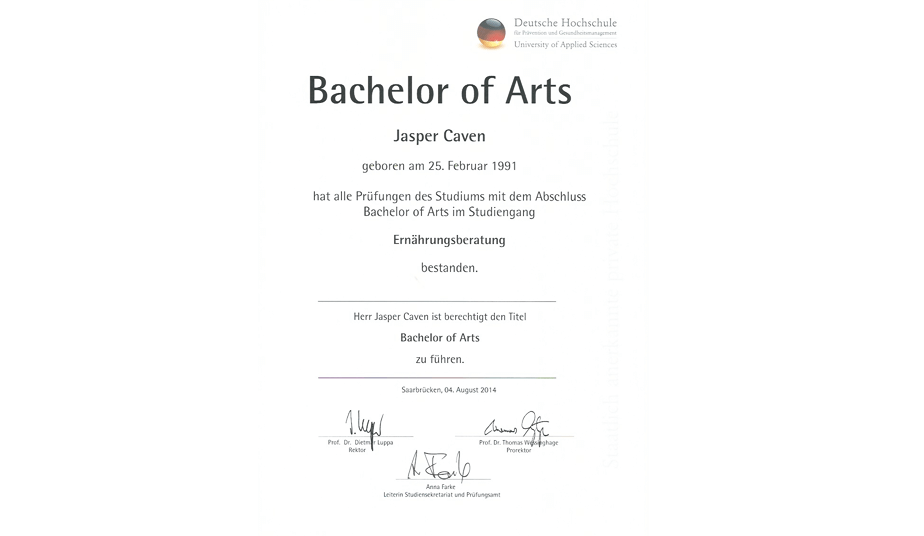 Deutsche Hochschule
für Prävention und Gesundheitsmanagement
University of Applied Sciences
Bachelor of Arts
Jasper Caven
geboren am 25. Februar 1991
hat alle Prüfungen des Studiums mit dem Abschluss
Bachelor of Arts im Studiengang
Ernährungsberatung
bestanden.
Herr Jasper Caven ist berechtigt den Titel
Bachelor of Arts
zu führen.
Saarbrücken, 04. August 2014
Prof. Dr. Dietmar Luppa
Rektor
Prof. Dr. Thomas Wessinghage
Prorektor
Anna Farke
Leiterin Studiensekretariat und Prüfungsamt